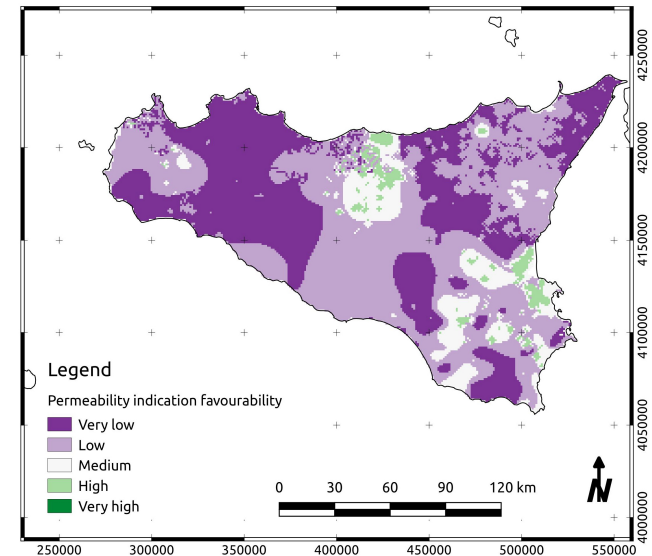 4250000
4200000
4150000
4100000
4050000
4000000
Legend
Permeability indication favourability
Very low
Low
Medium
High
Very high
0 30 60 90 120 km
N
250000 300000 350000 400000 450000 500000 550000